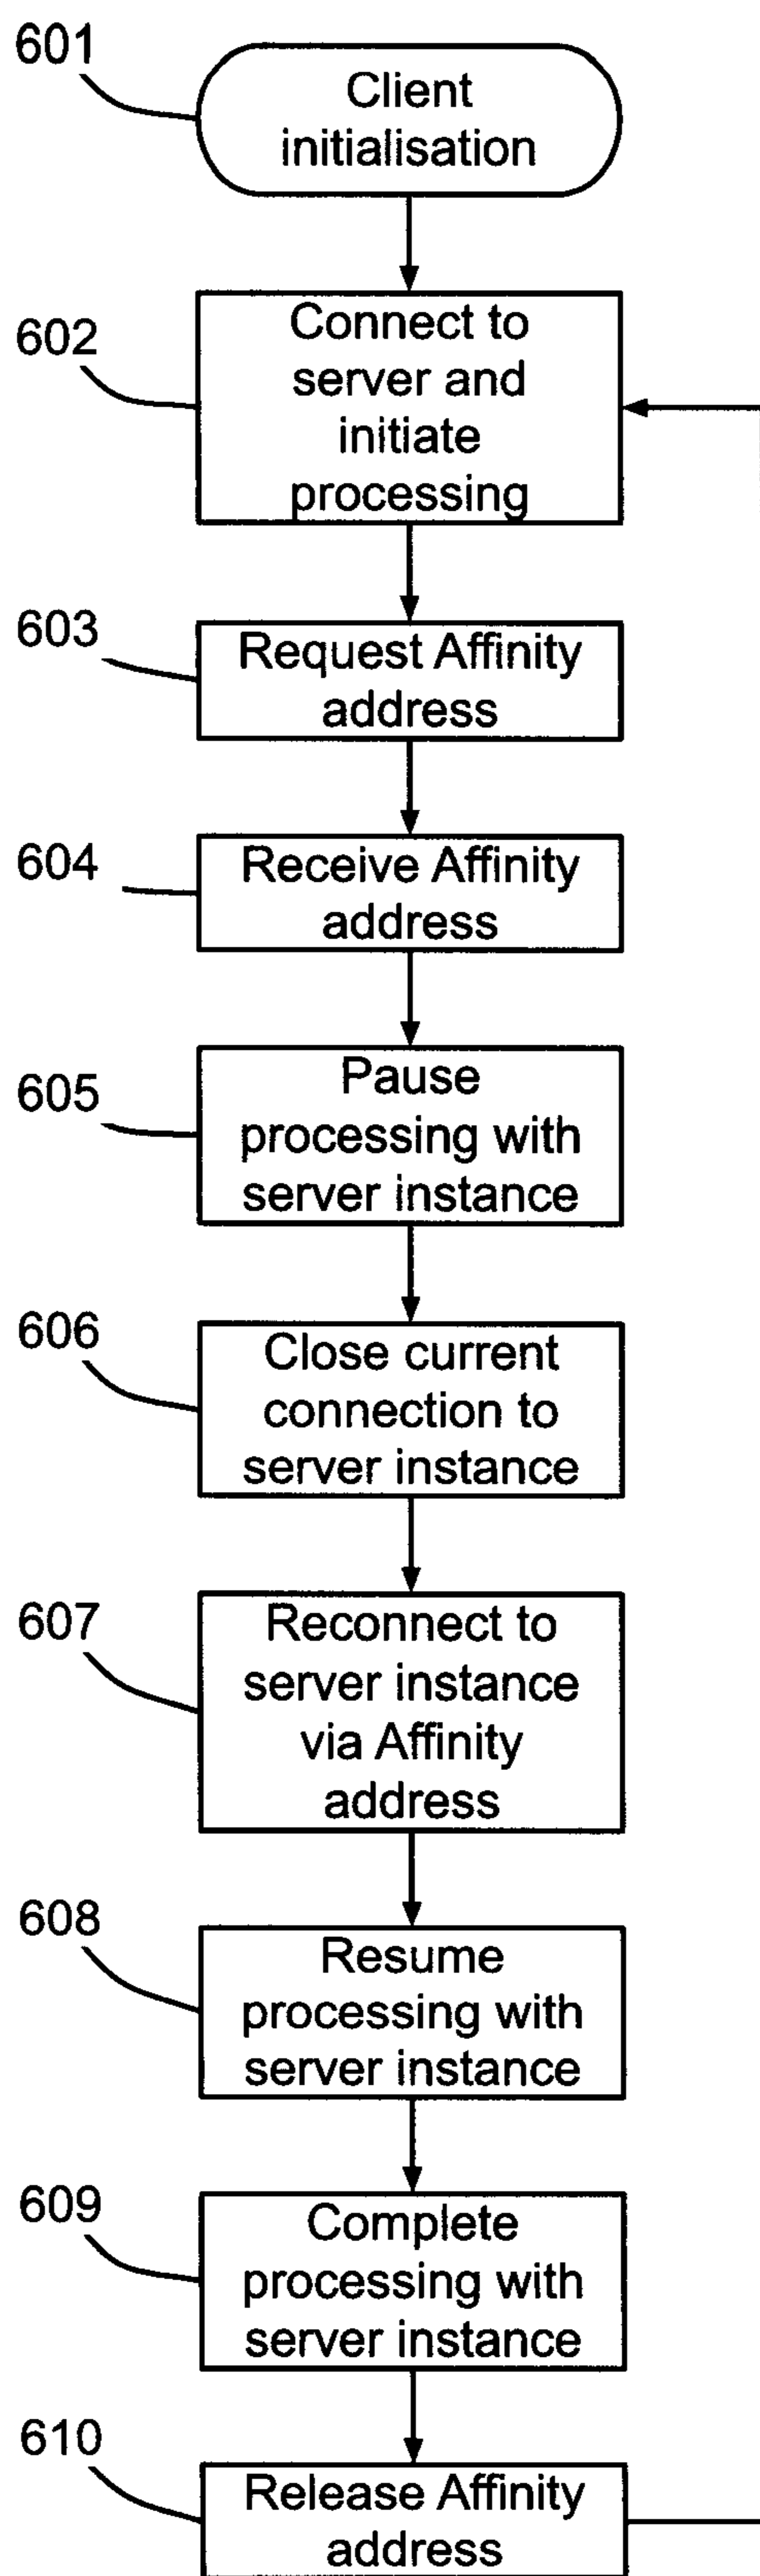 601
Client
initialisation
602
Connect to
server and
initiate
processing
603
Request Affinity
address
604
Receive Affinity
address
605
Pause
processing with
server instance
606
Close current
connection to
server instance
607
Reconnect to
server instance
via Affinity
address
608
Resume
processing with
server instance
609
Complete
processing with
server instance
610
Release Affinity
address